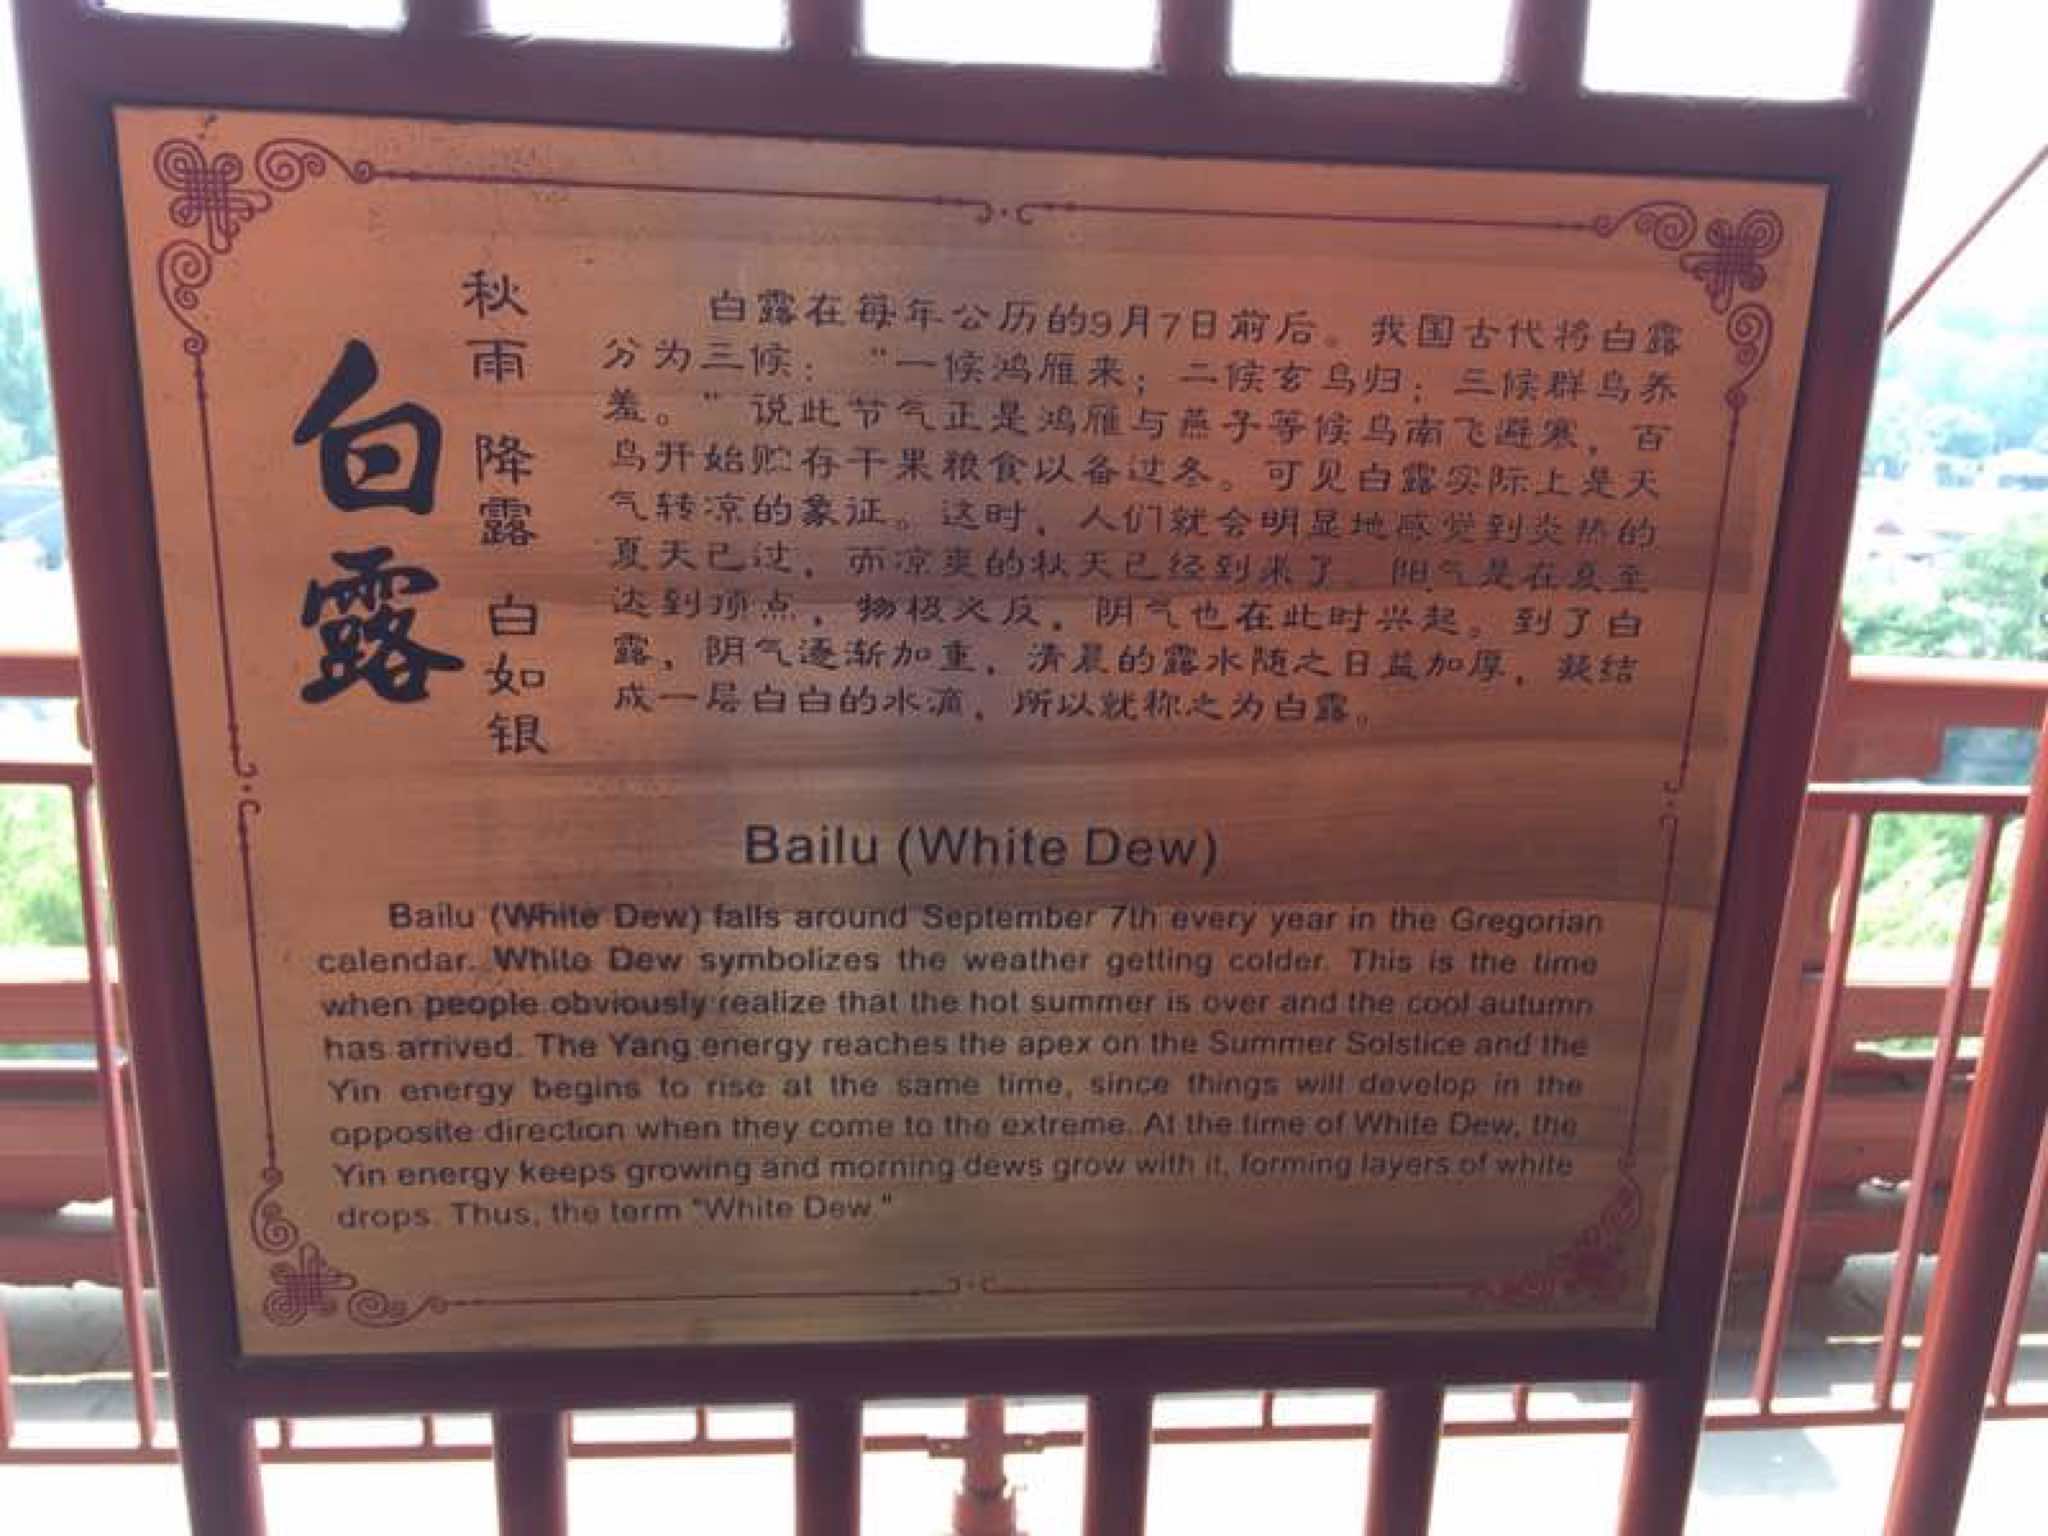 白露
秋雨 降露 白如银
白露在每年公历的9月7日前后。我国古代将白露
分为三候："一候鸿雁来；二候玄鸟归；三候群鸟养
羞。"说此节气正是鸿雁与燕子等候鸟南飞避寒，百
鸟开始贮存干果粮食以备过冬。可见白露实际上是天
气转凉的象征。这时，人们就会明显地感觉到炎热的
夏天已过，而凉爽的秋天已经到来了。阳气是在夏至
达到顶点，物极必反，阴气也在此时兴起。到了白
露，阴气逐渐加重，清晨的露水随之日益加厚，凝结
成一层白白的水滴，所以就称之为白露。
Bailu (White Dew)
Bailu (White Dew) falls around September 7th every year in the Gregorian
calendar. White Dew symbolizes the weather getting colder. This is the time
when people obviously realize that the hot summer is over and the cool autumn
has arrived. The Yang energy reaches the apex on the Summer Solstice and the
Yin energy begins to rise at the same time, since things will develop in the
opposite direction when they come to the extreme. At the time of White Dew, the
Yin energy keeps growing and morning dews grow with it, forming layers of white
drops. Thus, the term "White Dew."